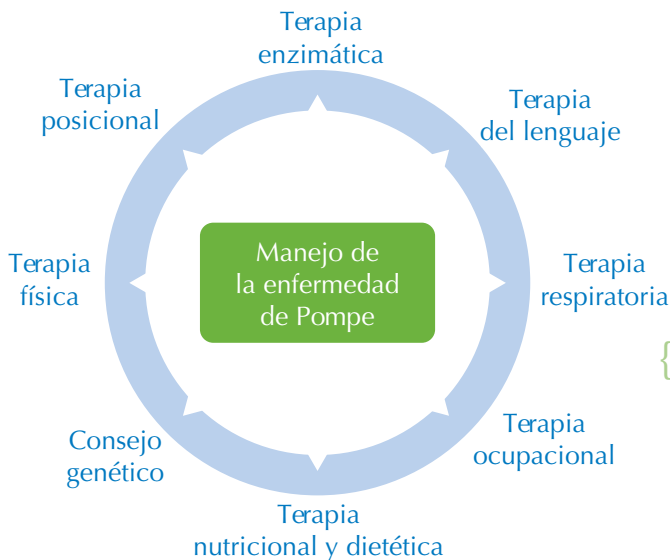 Terapia
enzimática
Terapia
del lenguaje
Terapia
respiratoria
Terapia
ocupacional
Terapia
nutricional y dietética
Consejo
genético
Terapia
física
Terapia
posicional
Manejo de
la enfermedad
de Pompe
{